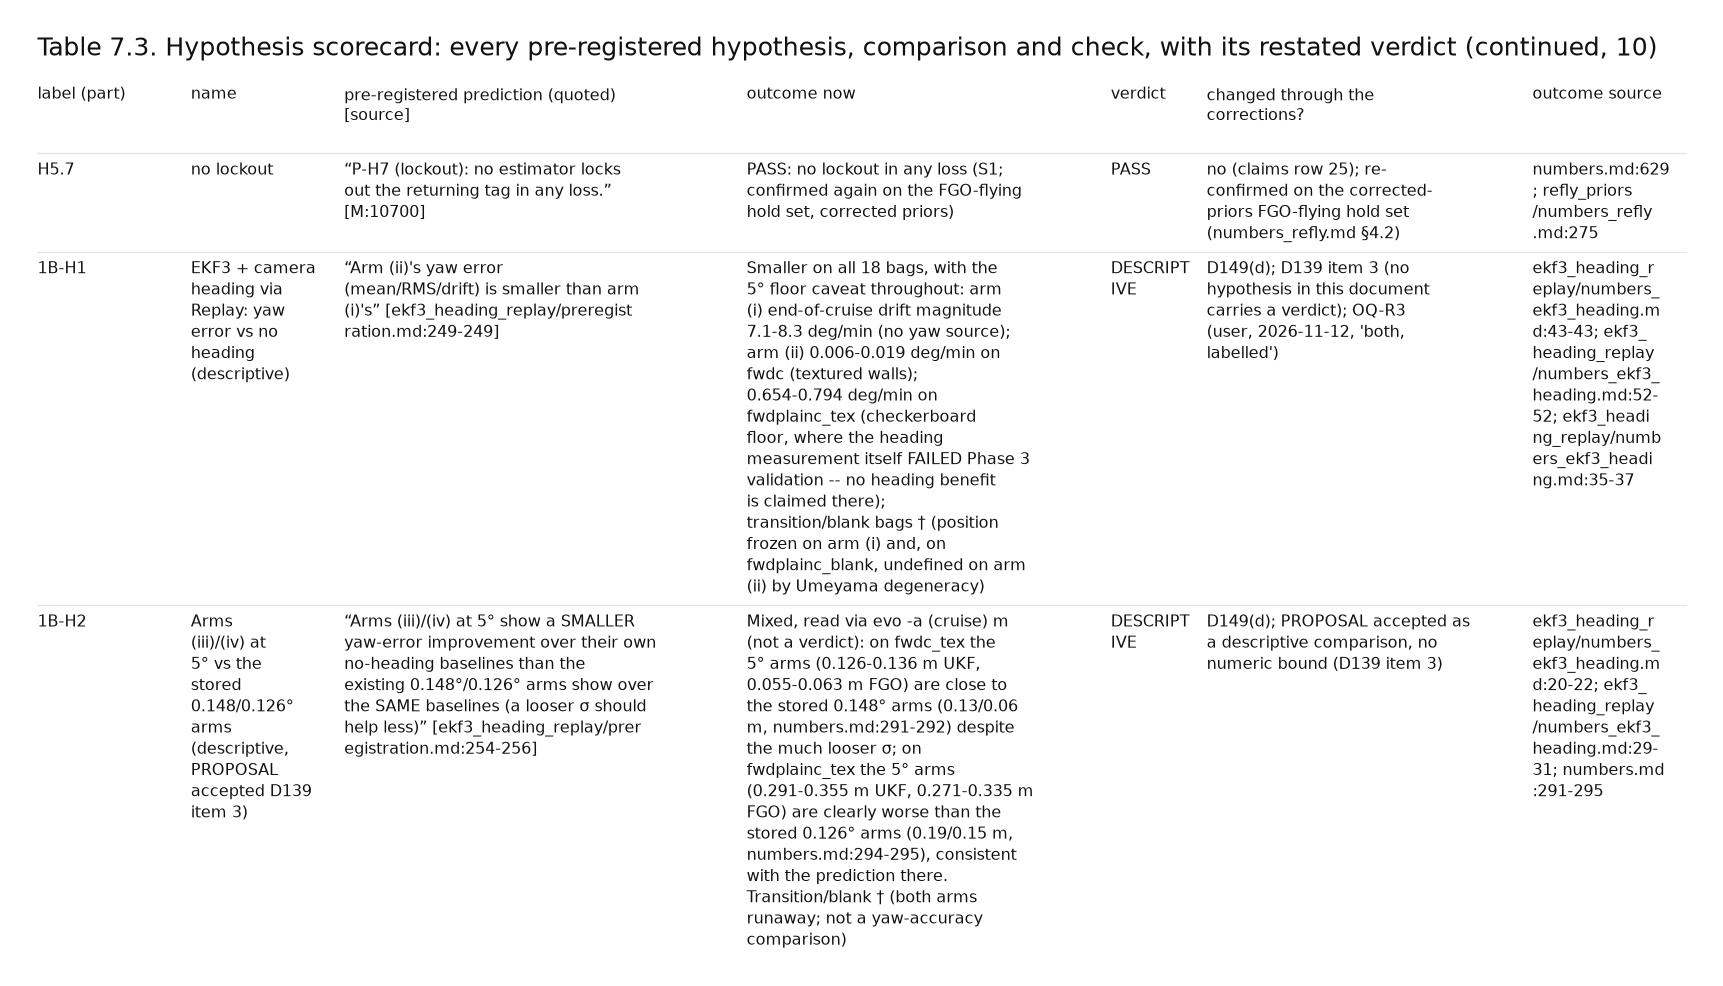 Table 7.3. Hypothesis scorecard: every pre-registered hypothesis, comparison and check, with its restated verdict (continued, 10)
label (part)
name
pre-registered prediction (quoted)
[source]
outcome now
verdict
changed through the
corrections?
outcome source
H5.7
no lockout
“P-H7 (lockout): no estimator locks
out the returning tag in any loss.”
[M:10700]
PASS: no lockout in any loss (S1;
confirmed again on the FGO-flying
hold set, corrected priors)
PASS
no (claims row 25); re-
confirmed on the corrected-
priors FGO-flying hold set
(numbers_refly.md §4.2)
numbers.md:629
; refly_priors
/numbers_refly
.md:275
1B-H1
EKF3 + camera
heading via
Replay: yaw
error vs no
heading
(descriptive)
“Arm (ii)'s yaw error
(mean/RMS/drift) is smaller than arm
(i)'s” [ekf3_heading_replay/preregist
ration.md:249-249]
Smaller on all 18 bags, with the
5° floor caveat throughout: arm
(i) end-of-cruise drift magnitude
7.1-8.3 deg/min (no yaw source);
arm (ii) 0.006-0.019 deg/min on
fwdc (textured walls);
0.654-0.794 deg/min on
fwdplainc_tex (checkerboard
floor, where the heading
measurement itself FAILED Phase 3
validation -- no heading benefit
is claimed there);
transition/blank bags † (position
frozen on arm (i) and, on
fwdplainc_blank, undefined on arm
(ii) by Umeyama degeneracy)
DESCRIPT
IVE
D149(d); D139 item 3 (no
hypothesis in this document
carries a verdict); OQ-R3
(user, 2026-11-12, 'both,
labelled')
ekf3_heading_r
eplay/numbers_
ekf3_heading.m
d:43-43; ekf3_
heading_replay
/numbers_ekf3_
heading.md:52-
52; ekf3_headi
ng_replay/numb
ers_ekf3_headi
ng.md:35-37
1B-H2
Arms
(iii)/(iv) at
5° vs the
stored
0.148/0.126°
arms
(descriptive,
PROPOSAL
accepted D139
item 3)
“Arms (iii)/(iv) at 5° show a SMALLER
yaw-error improvement over their own
no-heading baselines than the
existing 0.148°/0.126° arms show over
the SAME baselines (a looser σ should
help less)” [ekf3_heading_replay/prer
egistration.md:254-256]
Mixed, read via evo -a (cruise) m
(not a verdict): on fwdc_tex the
5° arms (0.126-0.136 m UKF,
0.055-0.063 m FGO) are close to
the stored 0.148° arms (0.13/0.06
m, numbers.md:291-292) despite
the much looser σ; on
fwdplainc_tex the 5° arms
(0.291-0.355 m UKF, 0.271-0.335 m
FGO) are clearly worse than the
stored 0.126° arms (0.19/0.15 m,
numbers.md:294-295), consistent
with the prediction there.
Transition/blank † (both arms
runaway; not a yaw-accuracy
comparison)
DESCRIPT
IVE
D149(d); PROPOSAL accepted as
a descriptive comparison, no
numeric bound (D139 item 3)
ekf3_heading_r
eplay/numbers_
ekf3_heading.m
d:20-22; ekf3_
heading_replay
/numbers_ekf3_
heading.md:29-
31; numbers.md
:291-295